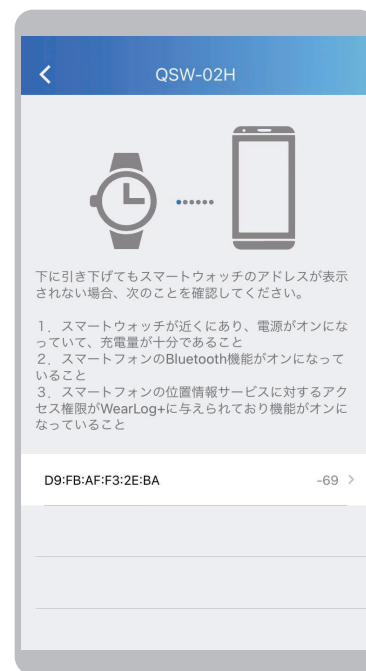 QSW-02H
下に引き下げてもスマートウォッチのアドレスが表示
されない場合、次のことを確認してください。
１．スマートウォッチが近くにあり、電源がオンにな
っていて、充電量が十分であること
２．スマートフォンのBluetooth機能がオンになって
いること
３．スマートフォンの位置情報サービスに対するアク
セス権限がWearLog+に与えられており機能がオンに
なっていること
D9:FB:AF:F3:2E:BA -69